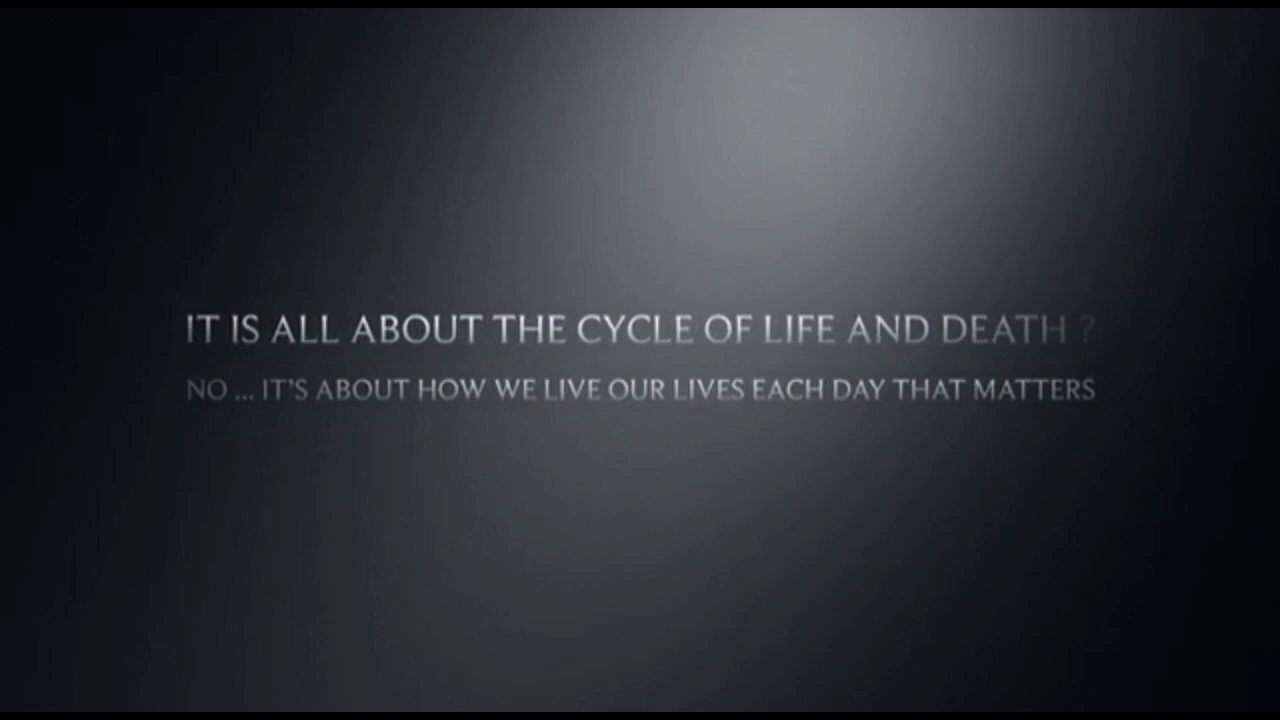 IT IS ALL ABOUT THE CYCLE OF LIFE AND DEATH ?
NO ... IT'S ABOUT HOW WE LIVE OUR LIVES EACH DAY THAT MATTERS